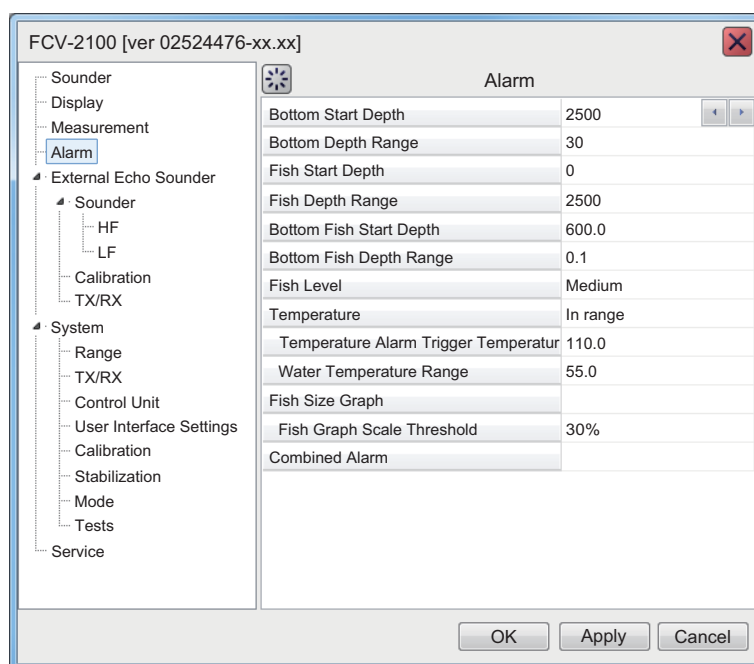 FCV-2100 [ver 02524476-xx.xx]
Sounder
Display
Measurement
Alarm
External Echo Sounder
Sounder
HF
LF
Calibration
TX/RX
System
Range
TX/RX
Control Unit
User Interface Settings
Calibration
Stabilization
Mode
Tests
Service
Alarm
Bottom Start Depth 2500
Bottom Depth Range 30
Fish Start Depth 0
Fish Depth Range 2500
Bottom Fish Start Depth 600.0
Bottom Fish Depth Range 0.1
Fish Level Medium
Temperature In range
Temperature Alarm Trigger Temperatur 110.0
Water Temperature Range 55.0
Fish Size Graph
Fish Graph Scale Threshold 30%
Combined Alarm
OK Apply Cancel